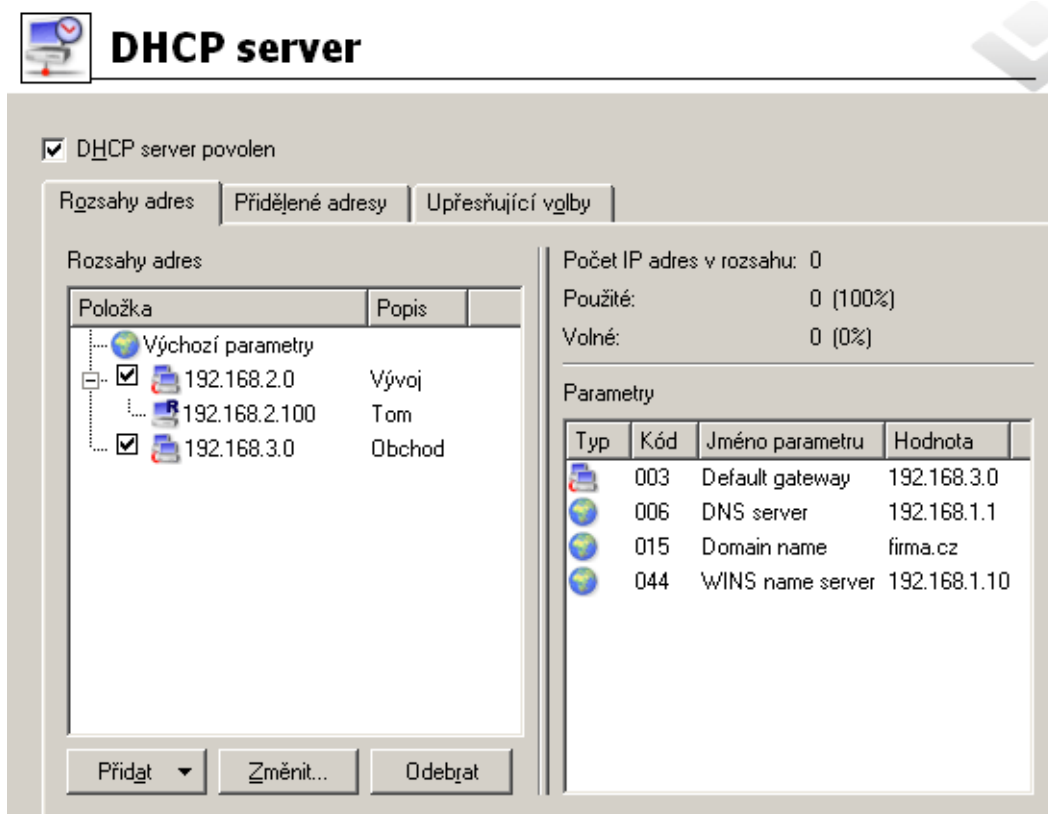 DHCP server
DHCP server povolen
Rozsahy adres
Přidělené adresy
Upřesňující volby
Rozsahy adres
Položka Popis
Výchozí parametry
192.168.2.0 Vývoj
R 192.168.2.100 Tom
192.168.3.0 Obchod
Přidat
Změnit...
Odebrat
Počet IP adres v rozsahu: 0
Použité: 0 (100%)
Volné: 0 (0%)
Parametry
Typ Kód Jméno parametru Hodnota
003 Default gateway 192.168.3.0
006 DNS server 192.168.1.1
015 Domain name firma.cz
044 WINS name server 192.168.1.10